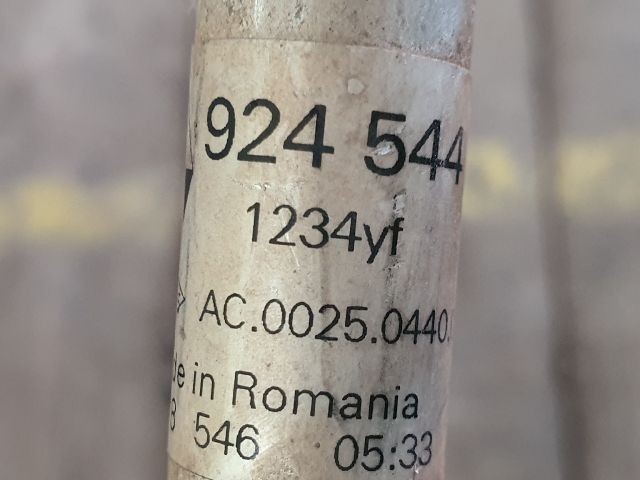 924 544
1234yf
AC.0025.0440.
in Romania
546 05:33